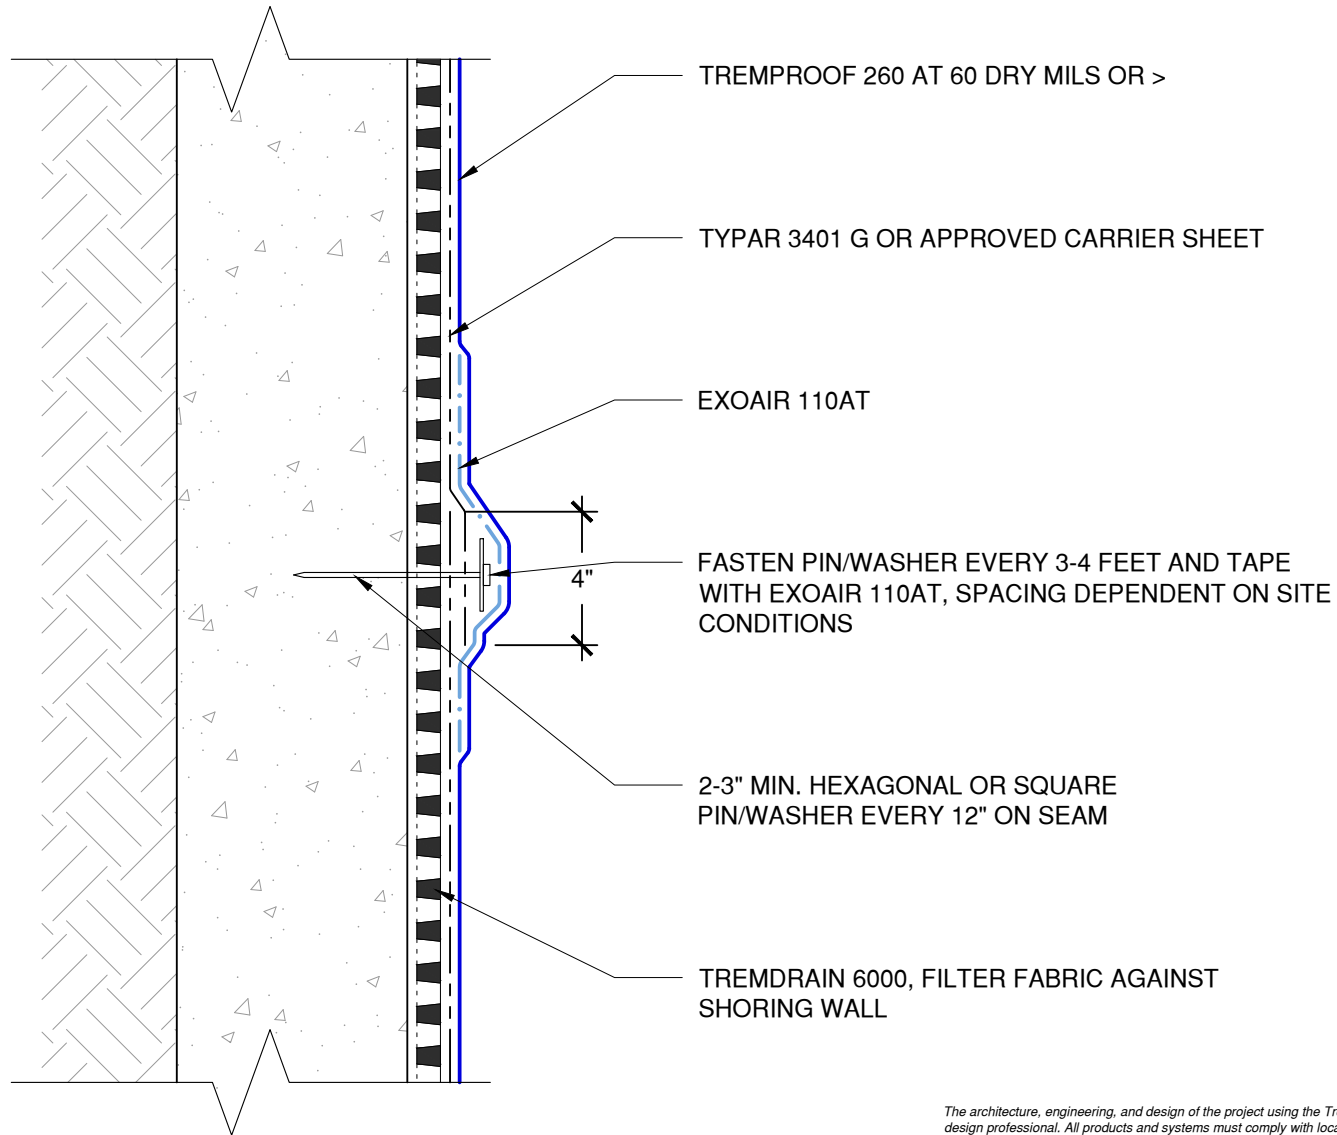 TREMPROOF 260 AT 60 DRY MILS OR >
TYPAR 3401 G OR APPROVED CARRIER SHEET
EXOAIR 110AT
4"
FASTEN PIN/WASHER EVERY 3-4 FEET AND TAPE
WITH EXOAIR 110AT, SPACING DEPENDENT ON SITE
CONDITIONS
2-3" MIN. HEXAGONAL OR SQUARE
PIN/WASHER EVERY 12" ON SEAM
TREMDRAIN 6000, FILTER FABRIC AGAINST
SHORING WALL
The architecture, engineering, and design of the project using the
design professional. All products and systems must comply with